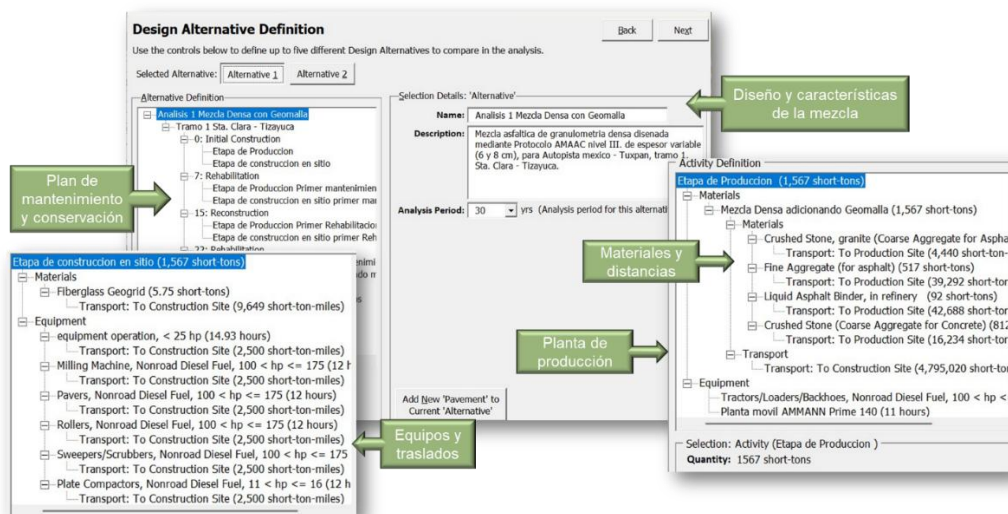 Design Alternative Definition
Back
Next
Use the controls below to define up to five different Design Alternatives to compare in the analysis.
Selected Alternative:
Alternative 1
Alternative 2
Alternative Definition
Analisis 1 Mezcla Densa con Geomalla
Tramo 1 Sta. Clara - Tizayuca
0: Initial Construction
Etapa de Produccion
Etapa de construccion en sitio
7: Rehabilitation
Etapa de Produccion Primer mantenimien
Etapa de construccion en sitio primer mar
15: Reconstruction
Etapa de Produccion Primer Rehabilitacio
Etapa de construccion en sitio primer Reh
22: Rehabilitation
Selection Details: 'Alternative'
Name: Analisis 1 Mezcla Densa con Geomalla
Description: Mezcla asfaltica de granulometria densa disenada
mediante Protocolo AMAAC nivel III. de espesor variable
(6 y 8 cm), para Autopista mexico - Tuxpan, tramo 1.
Sta. Clara - Tizayuca.
Analysis Period: 30 yrs (Analysis period for this alternati
Add New 'Pavement' to
Current 'Alternative'
Diseño y características
de la mezcla
Plan de
mantenimiento
y conservación
Materiales y
distancias
Planta de
producción
Equipos y
traslados
Etapa de construccion en sitio (1,567 short-tons)
Materials
Fiberglass Geogrid (5.75 short-tons)
Transport: To Construction Site (9,649 short-ton-miles)
Equipment
equipment operation, < 25 hp (14.93 hours)
Transport: To Construction Site (2,500 short-ton-miles)
Milling Machine, Nonroad Diesel Fuel, 100 < hp <= 175 (12 h
Transport: To Construction Site (2,500 short-ton-miles)
Pavers, Nonroad Diesel Fuel, 100 < hp <= 175 (12 hours)
Transport: To Construction Site (2,500 short-ton-miles)
Rollers, Nonroad Diesel Fuel, 100 < hp <= 175 (12 hours)
Transport: To Construction Site (2,500 short-ton-miles)
Sweepers/Scrubbers, Nonroad Diesel Fuel, 100 < hp <= 175
Transport: To Construction Site (2,500 short-ton-miles)
Plate Compactors, Nonroad Diesel Fuel, 11 < hp <= 16 (12 h
Transport: To Construction Site (2,500 short-ton-miles)
Activity Definition
Etapa de Produccion (1,567 short-tons)
Materials
Mezcla Densa adicionando Geomalla (1,567 short-tons)
Materials
Crushed Stone, granite (Coarse Aggregate for Aspha
Transport: To Production Site (4,440 short-ton-
Fine Aggregate (for asphalt) (517 short-tons)
Transport: To Production Site (39,292 short-ton
Liquid Asphalt Binder, in refinery (92 short-tons)
Transport: To Production Site (42,688 short-ton
Crushed Stone (Coarse Aggregate for Concrete) (812
Transport: To Production Site (16,234 short-ton
Transport
Transport: To Construction Site (4,795,020 short-ton
Equipment
Tractors/Loaders/Backhoes, Nonroad Diesel Fuel, 100 < hp <
Planta movil AMMANN Prime 140 (11 hours)
Selection: Activity (Etapa de Produccion )
Quantity: 1567 short-tons